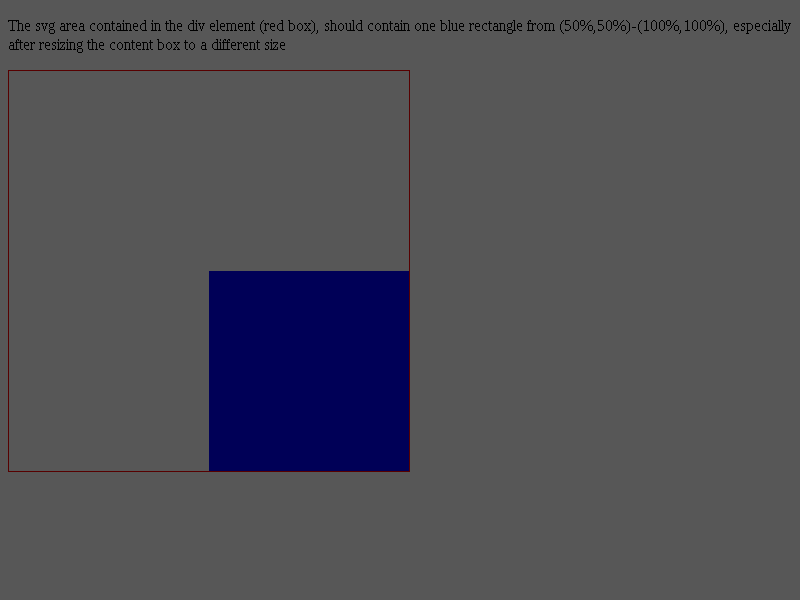 The svg area contained in the div element (red box), should contain one blue rectangle from (50%,50%)-(100%,100%), especially
after resizing the content box to a different size